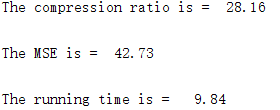 The compression ratio is = 28.16
The MSE is = 42.73
The running time is = 9.84